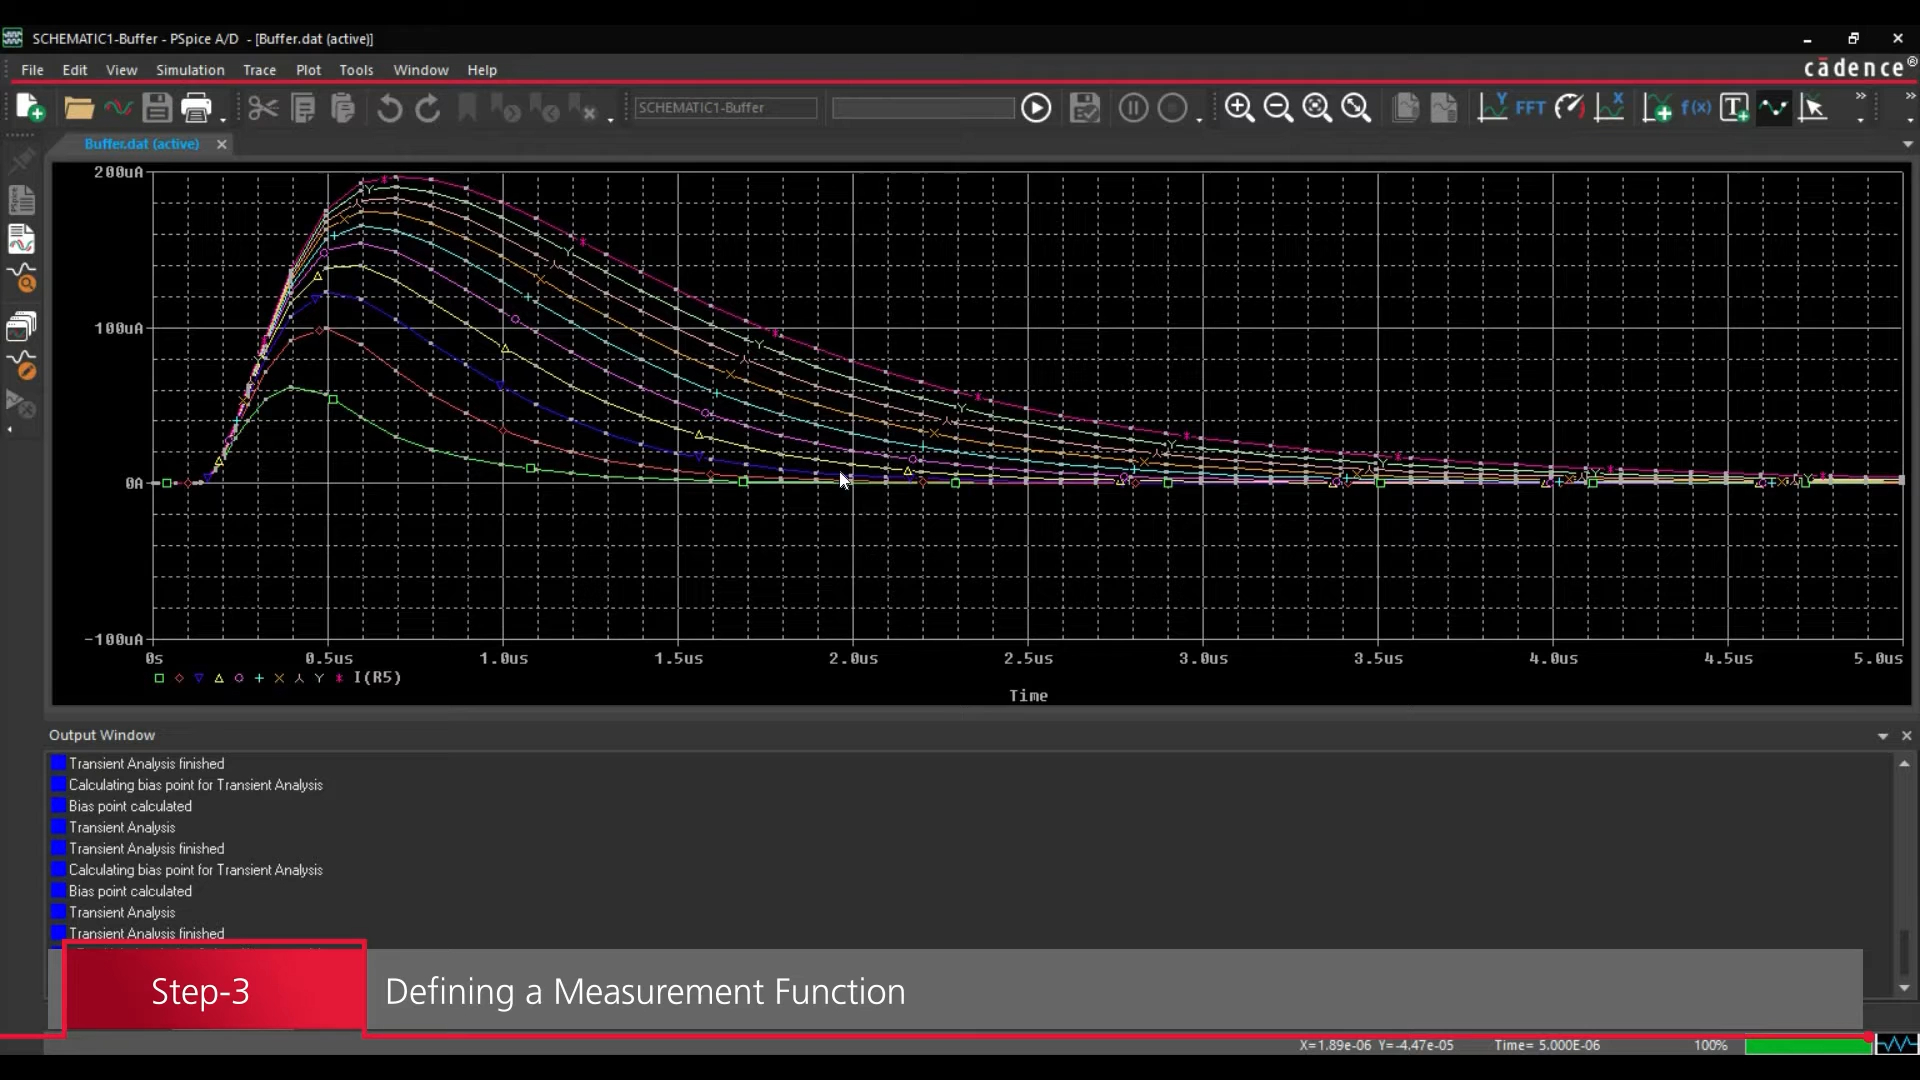 SCHEMATIC1-Buffer - PSpice A/D - [Buffer.dat (active)]
File Edit View Simulation Trace Plot Tools Window Help
cādence®
SCHEMATIC1-Buffer
FFT
f(x)
Buffer.dat (active)
200uA
100uA
0A
-100uA
0s 0.5us 1.0us 1.5us 2.0us 2.5us 3.0us 3.5us 4.0us 4.5us 5.0us
I(R5)
Time
Output Window
Transient Analysis finished
Calculating bias point for Transient Analysis
Bias point calculated
Transient Analysis
Transient Analysis finished
Calculating bias point for Transient Analysis
Bias point calculated
Transient Analysis
Transient Analysis finished
Step-3 Defining a Measurement Function
X=1.89e-06 Y=-4.47e-05 Time= 5.000E-06 100%